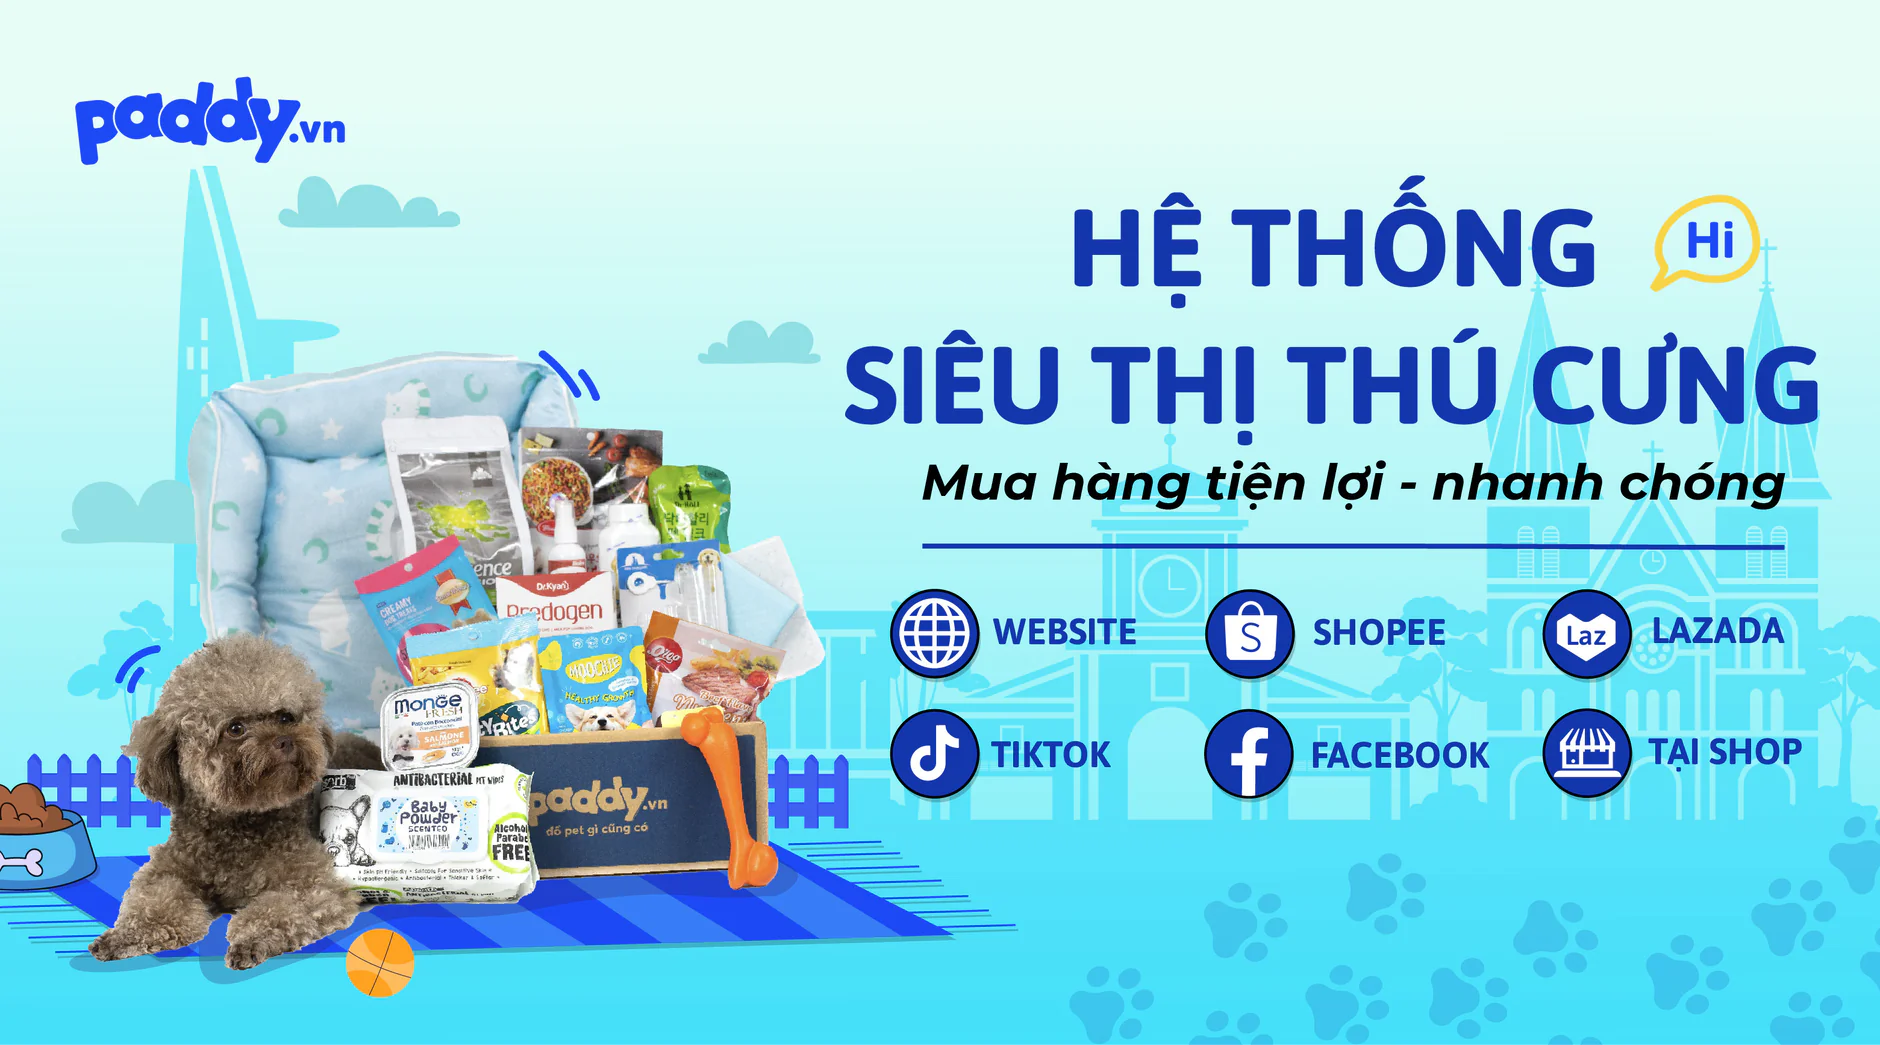 paddy.vn
HỆ THỐNG
Hi
SIÊU THỊ THÚ CƯNG
Mua hàng tiện lợi - nhanh chóng
WEBSITE
SHOPEE
LAZADA
Laz
TIKTOK
FACEBOOK
TẠI SHOP
CREAMY
Dr.Kyan
Predogen
MOOCHIE
HEALTHY GROWTH
monGe
FRESH
SALMONE
ANTIBACTERIAL PET WIPES
Baby
Powder
SCENTED
Alcohol
FREE
paddy.vn
đồ pet gì cũng có